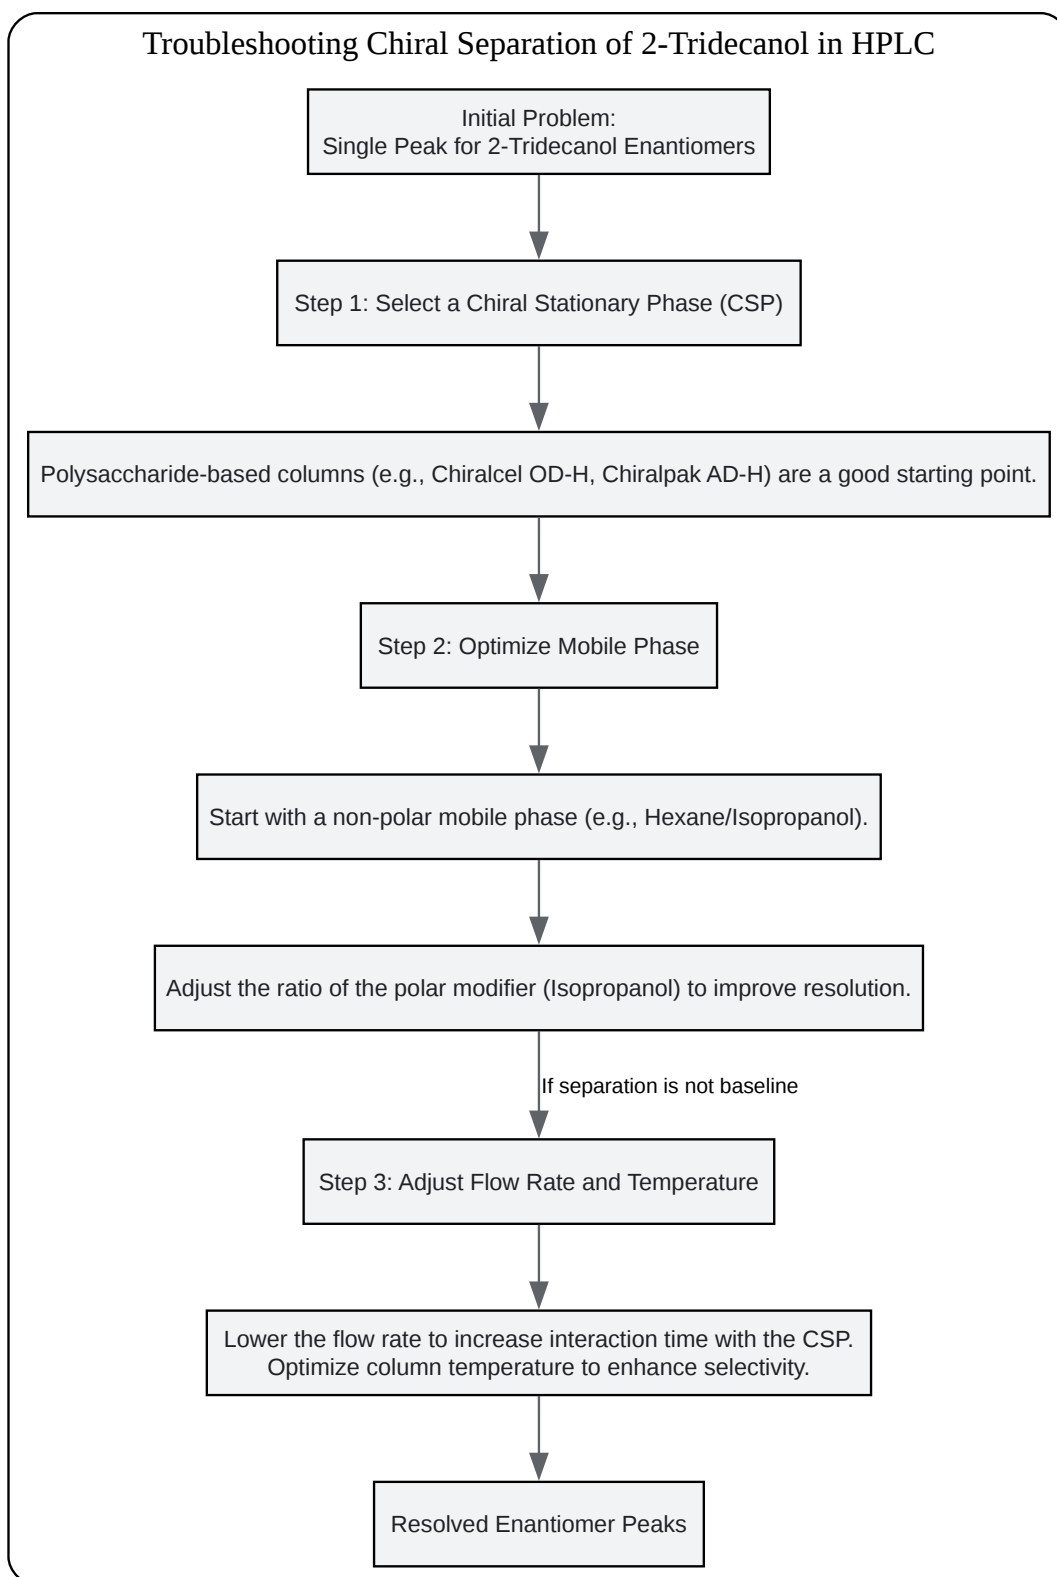 Troubleshooting Chiral Separation of 2-Tridecanol in HPLC
Initial Problem:
Single Peak for 2-Tridecanol Enantiomers
Step 1: Select a Chiral Stationary Phase (CSP)
Polysaccharide-based columns (e.g., Chiralcel OD-H, Chiralpak AD-H) are a good starting point.
Step 2: Optimize Mobile Phase
Start with a non-polar mobile phase (e.g., Hexane/Isopropanol).
Adjust the ratio of the polar modifier (Isopropanol) to improve resolution.
If separation is not baseline
Step 3: Adjust Flow Rate and Temperature
Lower the flow rate to increase interaction time with the CSP.
Optimize column temperature to enhance selectivity.
Resolved Enantiomer Peaks